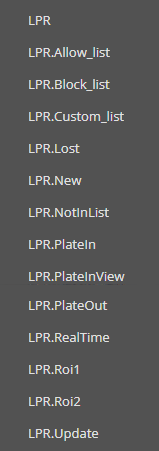 LPR
LPR.Allow_list
LPR.Block_list
LPR.Custom_list
LPR.Lost
LPR.New
LPR.NotInList
LPR.PlateIn
LPR.PlateInView
LPR.PlateOut
LPR.RealTime
LPR.Roi1
LPR.Roi2
LPR.Update